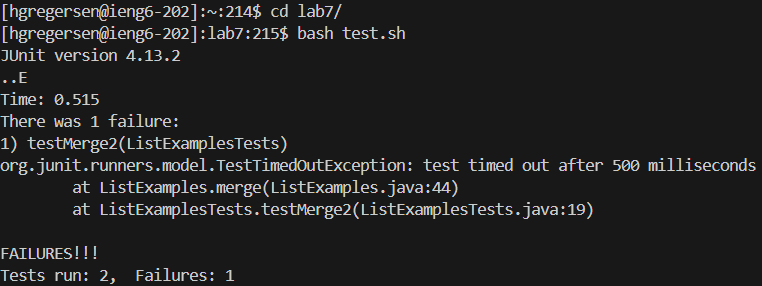 [hgregersen@ieng6-202]:~:214$ cd lab7/
[hgregersen@ieng6-202]:lab7:215$ bash test.sh
JUnit version 4.13.2
..E
Time: 0.515
There was 1 failure:
1) testMerge2(ListExamplesTests)
org.junit.runners.model.TestTimedOutException: test timed out after 500 milliseconds
        at ListExamples.merge(ListExamples.java:44)
        at ListExamplesTests.testMerge2(ListExamplesTests.java:19)

FAILURES!!!
Tests run: 2,  Failures: 1